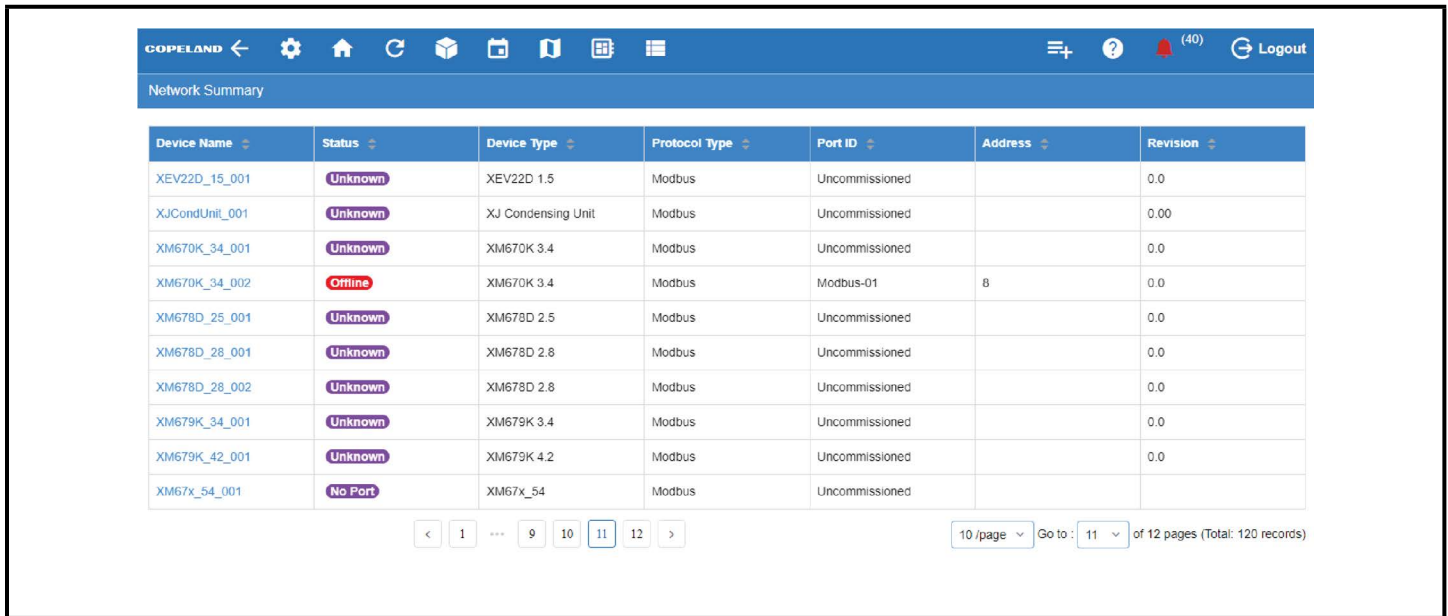 COPELAND (40) Logout
Network Summary
Device Name Status Device Type Protocol Type Port ID Address Revision
XEV22D_15_001 Unknown XEV22D 1.5 Modbus Uncommissioned 0.0
XJCondUnit_001 Unknown XJ Condensing Unit Modbus Uncommissioned 0.00
XM670K_34_001 Unknown XM670K 3.4 Modbus Uncommissioned 0.0
XM670K_34_002 Offline XM670K 3.4 Modbus Modbus-01 8 0.0
XM678D_25_001 Unknown XM678D 2.5 Modbus Uncommissioned 0.0
XM678D_28_001 Unknown XM678D 2.8 Modbus Uncommissioned 0.0
XM678D_28_002 Unknown XM678D 2.8 Modbus Uncommissioned 0.0
XM679K_34_001 Unknown XM679K 3.4 Modbus Uncommissioned 0.0
XM679K_42_001 Unknown XM679K 4.2 Modbus Uncommissioned 0.0
XM67x_54_001 No Port XM67x_54 Modbus Uncommissioned
< 1 ••• 9 10 11 12 > 10 /page Go to : 11 of 12 pages (Total: 120 records)